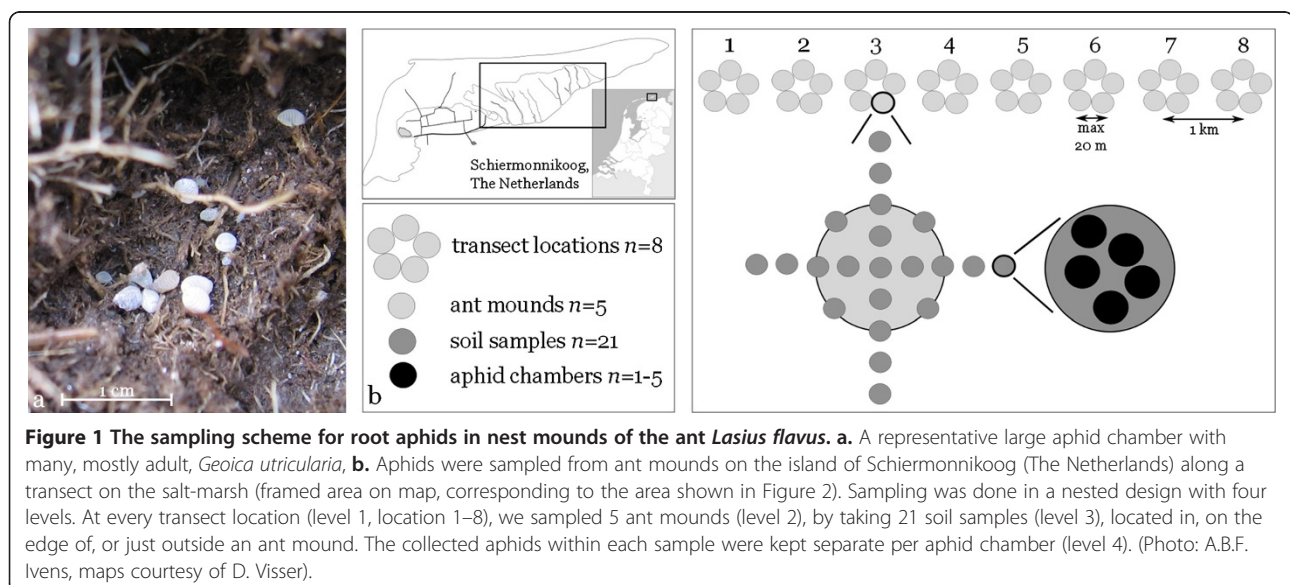 a
1 cm
Schiermonnikoog,
The Netherlands
b
transect locations n=8
ant mounds n=5
soil samples n=21
aphid chambers n=1-5
1 2 3 4 5 6 7 8
max
20 m
1 km
Figure 1 The sampling scheme for root aphids in nest mounds of the ant Lasius flavus. a. A representative large aphid chamber with
many, mostly adult, Geoica utricularia, b. Aphids were sampled from ant mounds on the island of Schiermonnikoog (The Netherlands) along a
transect on the salt-marsh (framed area on map, corresponding to the area shown in Figure 2). Sampling was done in a nested design with four
levels. At every transect location (level 1, location 1–8), we sampled 5 ant mounds (level 2), by taking 21 soil samples (level 3), located in, on the
edge of, or just outside an ant mound. The collected aphids within each sample were kept separate per aphid chamber (level 4). (Photo: A.B.F.
Ivens, maps courtesy of D. Visser).